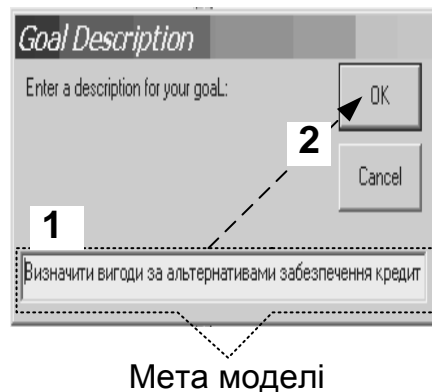 Goal Description
Enter a description for your goaL:
OK
2
Cancel
1
Визначити вигоди за альтернативами забезпечення кредит
Мета моделі